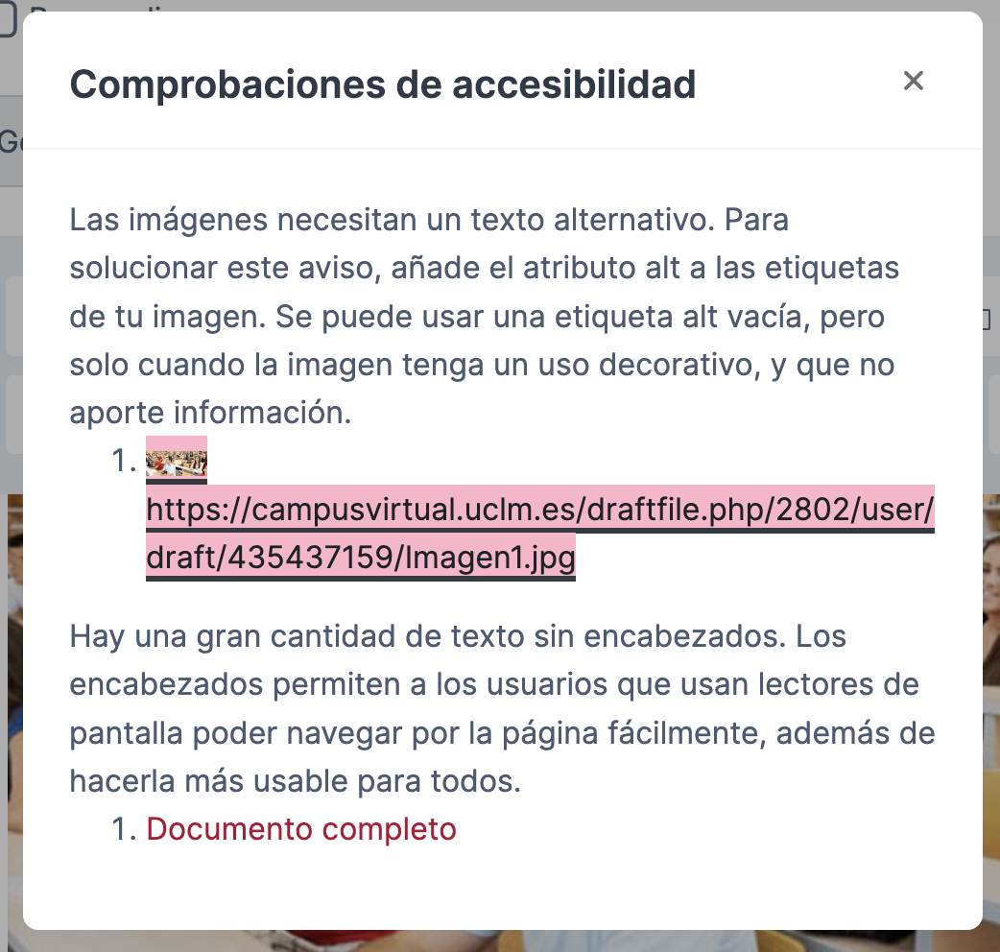 Comprobaciones de accesibilidad
Las imágenes necesitan un texto alternativo. Para
solucionar este aviso, añade el atributo alt a las etiquetas
de tu imagen. Se puede usar una etiqueta alt vacía, pero
solo cuando la imagen tenga un uso decorativo, y que no
aporte información.
1.
https://campusvirtual.uclm.es/draftfile.php/2802/user/
draft/435437159/Imagen1.jpg
Hay una gran cantidad de texto sin encabezados. Los
encabezados permiten a los usuarios que usan lectores de
pantalla poder navegar por la página fácilmente, además de
hacerla más usable para todos.
1. Documento completo